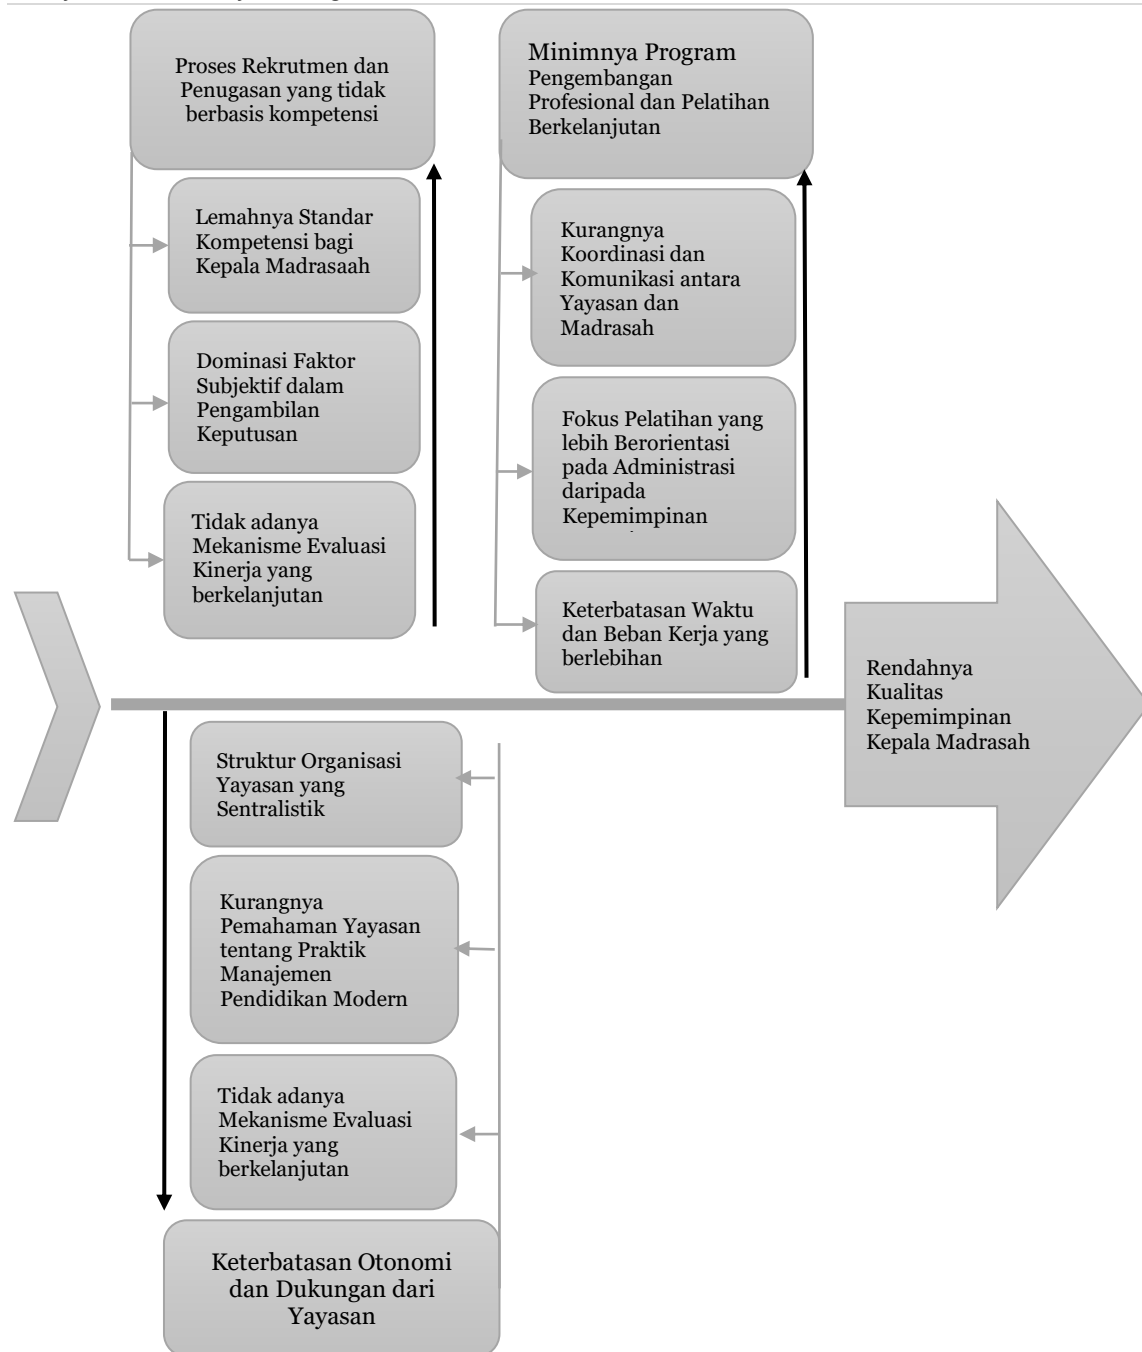 Proses Rekrutmen dan
Penugasan yang tidak
berbasis kompetensi
Lemahnya Standar
Kompetensi bagi
Kepala Madrasaah
Dominasi Faktor
Subjektif dalam
Pengambilan
Keputusan
Tidak adanya
Mekanisme Evaluasi
Kinerja yang
berkelanjutan
Minimnya Program
Pengembangan
Profesional dan Pelatihan
Berkelanjutan
Kurangnya
Koordinasi dan
Komunikasi antara
Yayasan dan
Madrasah
Fokus Pelatihan yang
lebih Berorientasi
pada Administrasi
daripada
Kepemimpinan
Keterbatasan Waktu
dan Beban Kerja yang
berlebihan
Struktur Organisasi
Yayasan yang
Sentralistik
Kurangnya
Pemahaman Yayasan
tentang Praktik
Manajemen
Pendidikan Modern
Tidak adanya
Mekanisme Evaluasi
Kinerja yang
berkelanjutan
Keterbatasan Otonomi
dan Dukungan dari
Yayasan
Rendahnya
Kualitas
Kepemimpinan
Kepala Madrasah